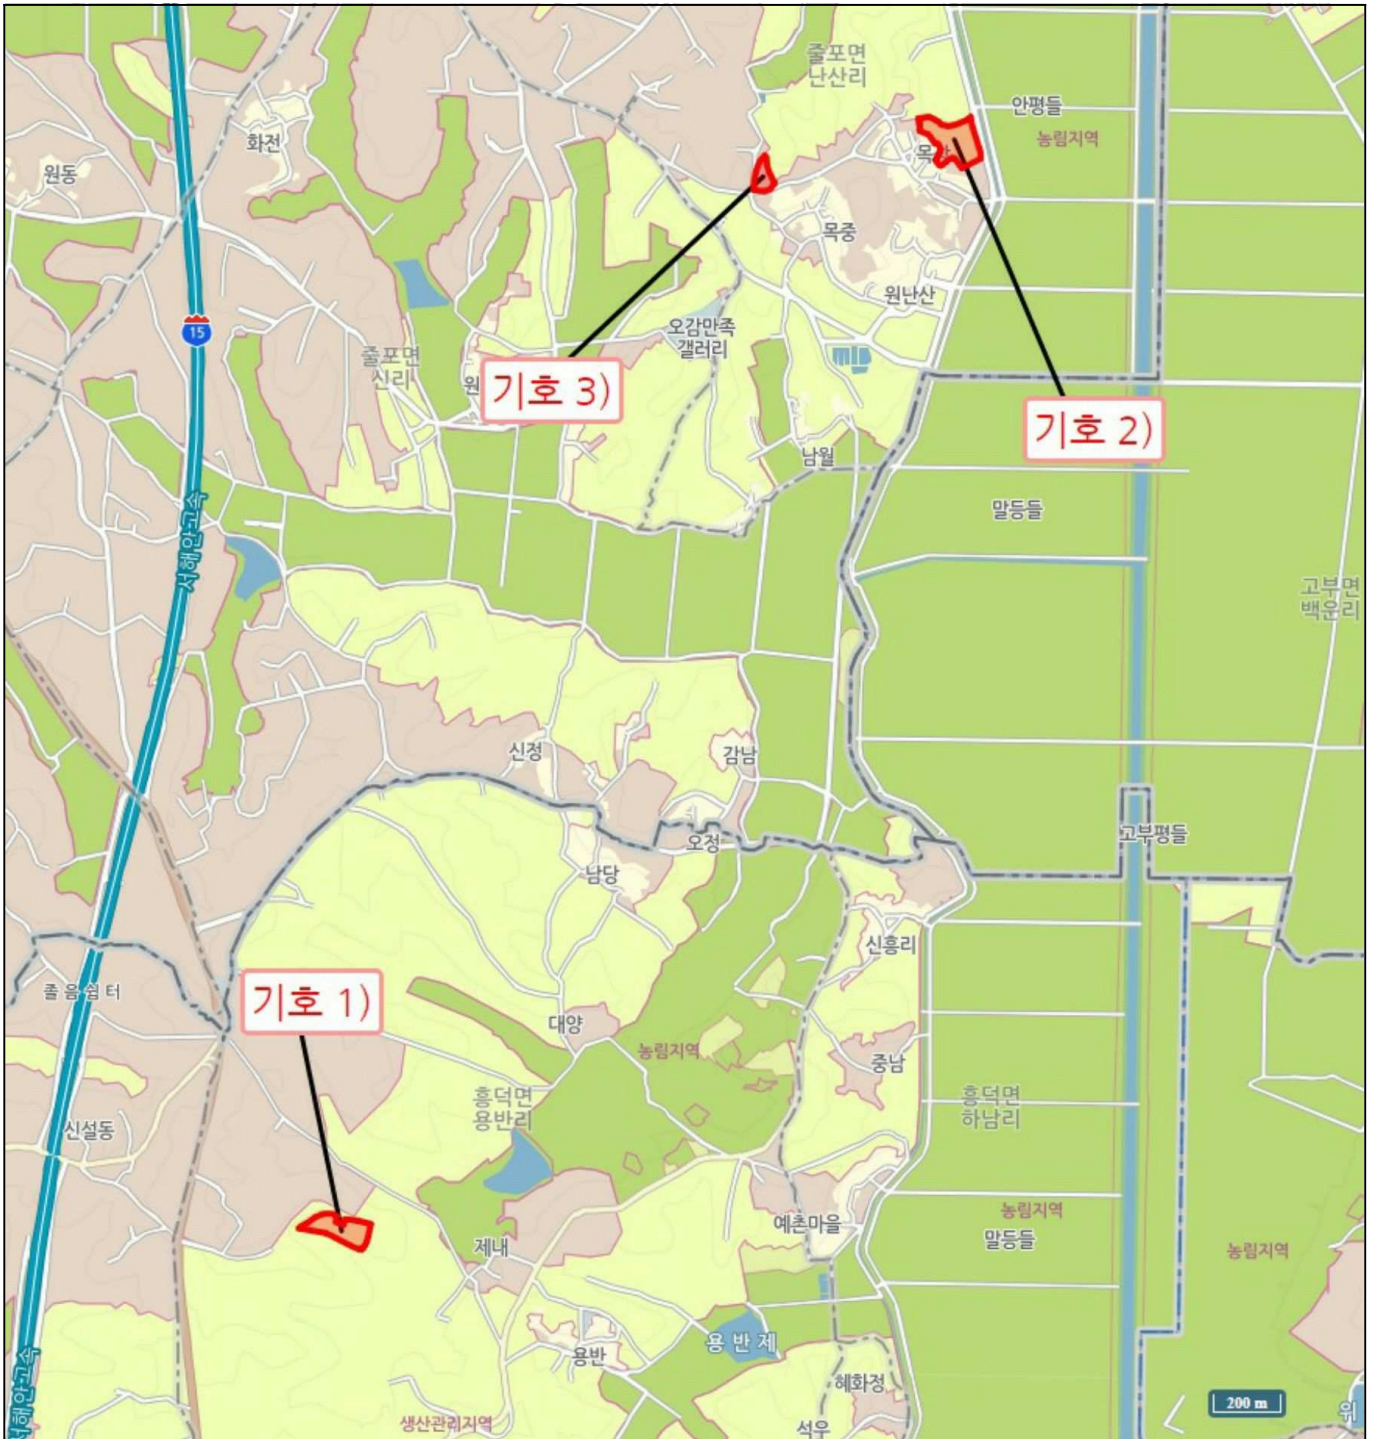 줄포면
난산리
안평들
농림지역
화전
원동
목중
원난산
15
오감만족
갤러리
줄포면
신리
원
기호 3)
기호 2)
남월
말등들
서해안고속
고부면
백운리
신정
감남
고부평들
오정
남당
신흥리
졸음쉼터
기호 1)
대양
농림지역
중남
흥덕면
용반리
흥덕면
하남리
신설동
농림지역
예촌마을
말등들
제내
농림지역
용반제
용반
혜화정
서해안고속
200 m
위
생산관리지역
석우